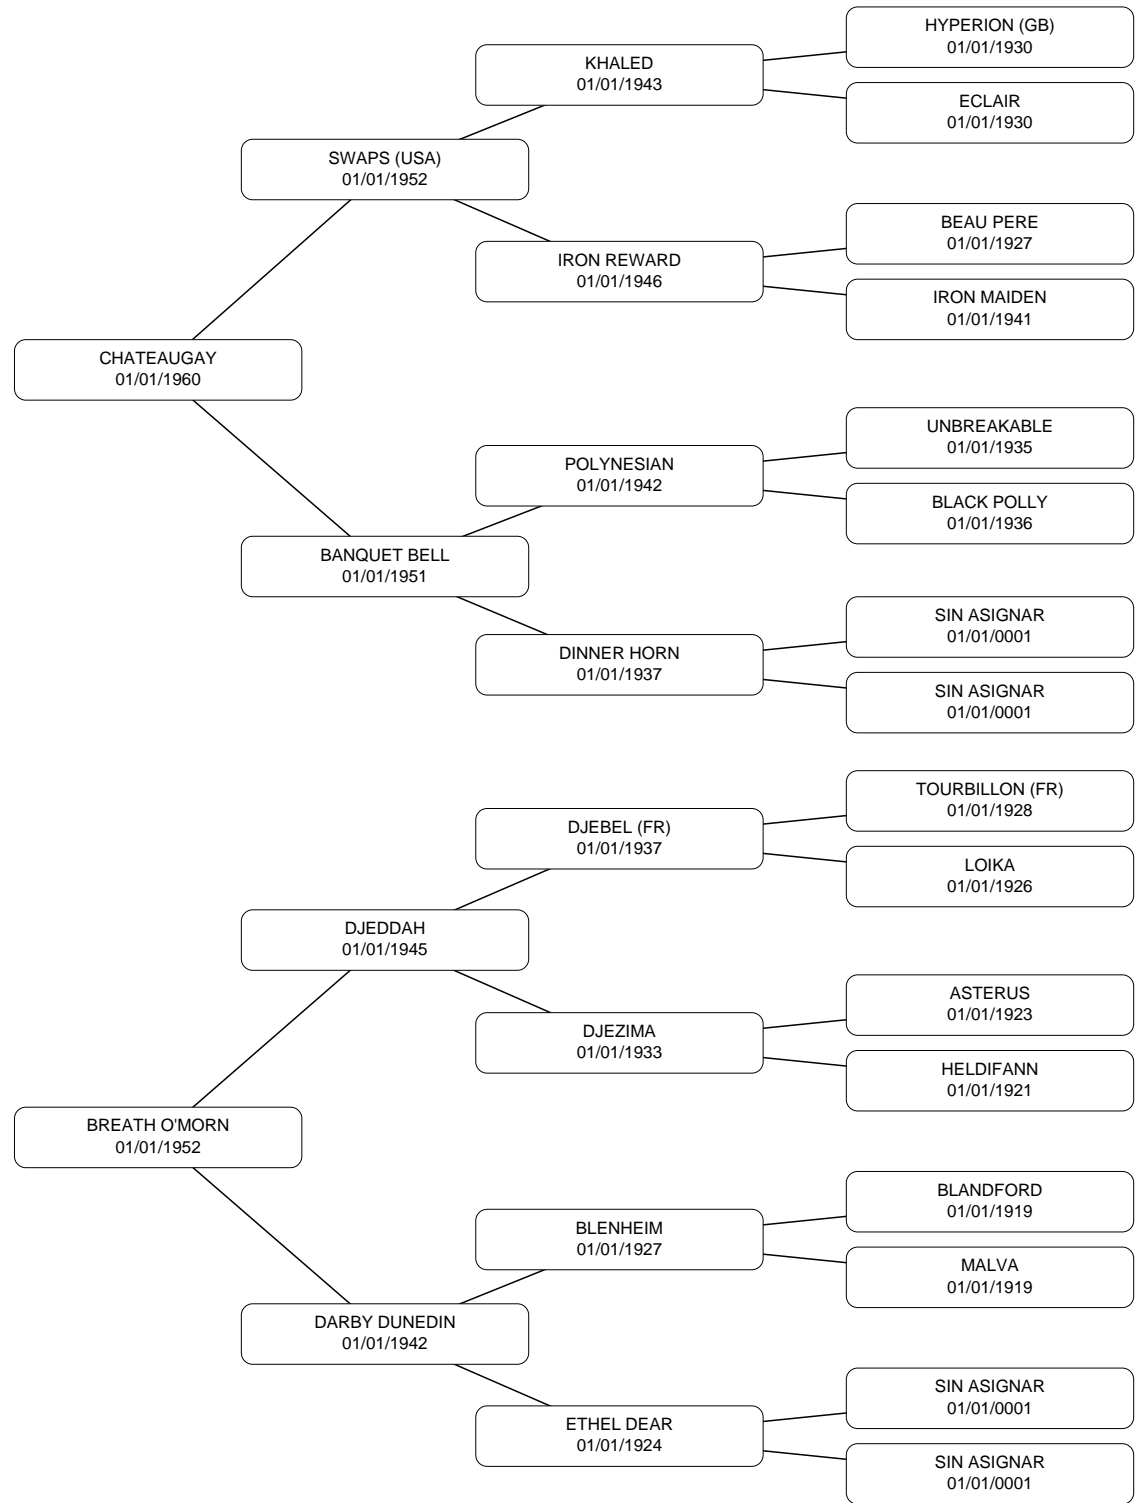 HYPERION (GB)
01/01/1930
KHALED
01/01/1943
ECLAIR
01/01/1930
SWAPS (USA)
01/01/1952
BEAU PERE
01/01/1927
IRON REWARD
01/01/1946
IRON MAIDEN
01/01/1941
CHATEAUGAY
01/01/1960
UNBREAKABLE
01/01/1935
POLYNESIAN
01/01/1942
BLACK POLLY
01/01/1936
BANQUET BELL
01/01/1951
SIN ASIGNAR
01/01/0001
DINNER HORN
01/01/1937
SIN ASIGNAR
01/01/0001
TOURBILLON (FR)
01/01/1928
DJEBEL (FR)
01/01/1937
LOIKA
01/01/1926
DJEDDAH
01/01/1945
ASTERUS
01/01/1923
DJEZIMA
01/01/1933
HELDIFANN
01/01/1921
BREATH O'MORN
01/01/1952
BLANDFORD
01/01/1919
BLENHEIM
01/01/1927
MALVA
01/01/1919
DARBY DUNEDIN
01/01/1942
SIN ASIGNAR
01/01/0001
ETHEL DEAR
01/01/1924
SIN ASIGNAR
01/01/0001